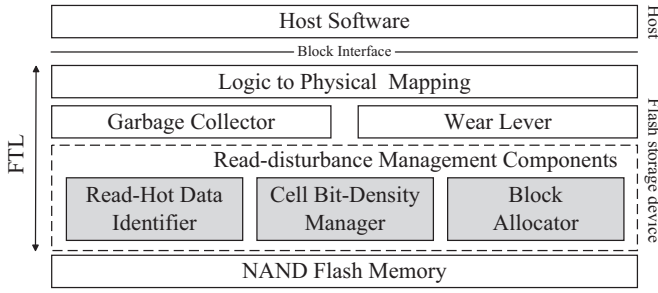 Host Software
Host
Block Interface
FTL
Logic to Physical Mapping
Garbage Collector
Wear Lever
Flash storage device
Read-disturbance Management Components
Read-Hot Data
Identifier
Cell Bit-Density
Manager
Block
Allocator
NAND Flash Memory